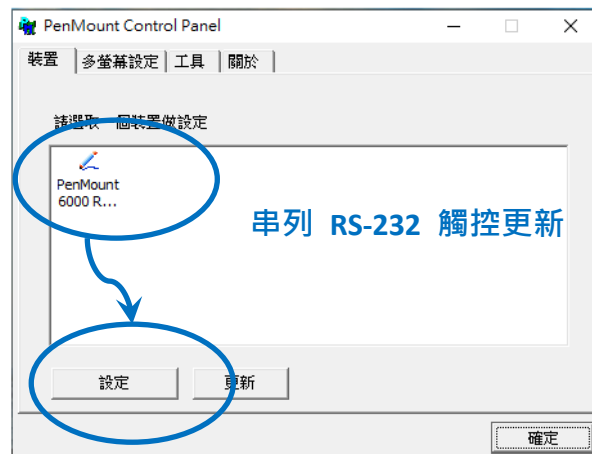 PenMount Control Panel
裝置 多螢幕設定 工具 關於
請選取一個裝置做設定
PenMount
6000 R...
串列 RS-232 觸控更新
設定 更新
確定